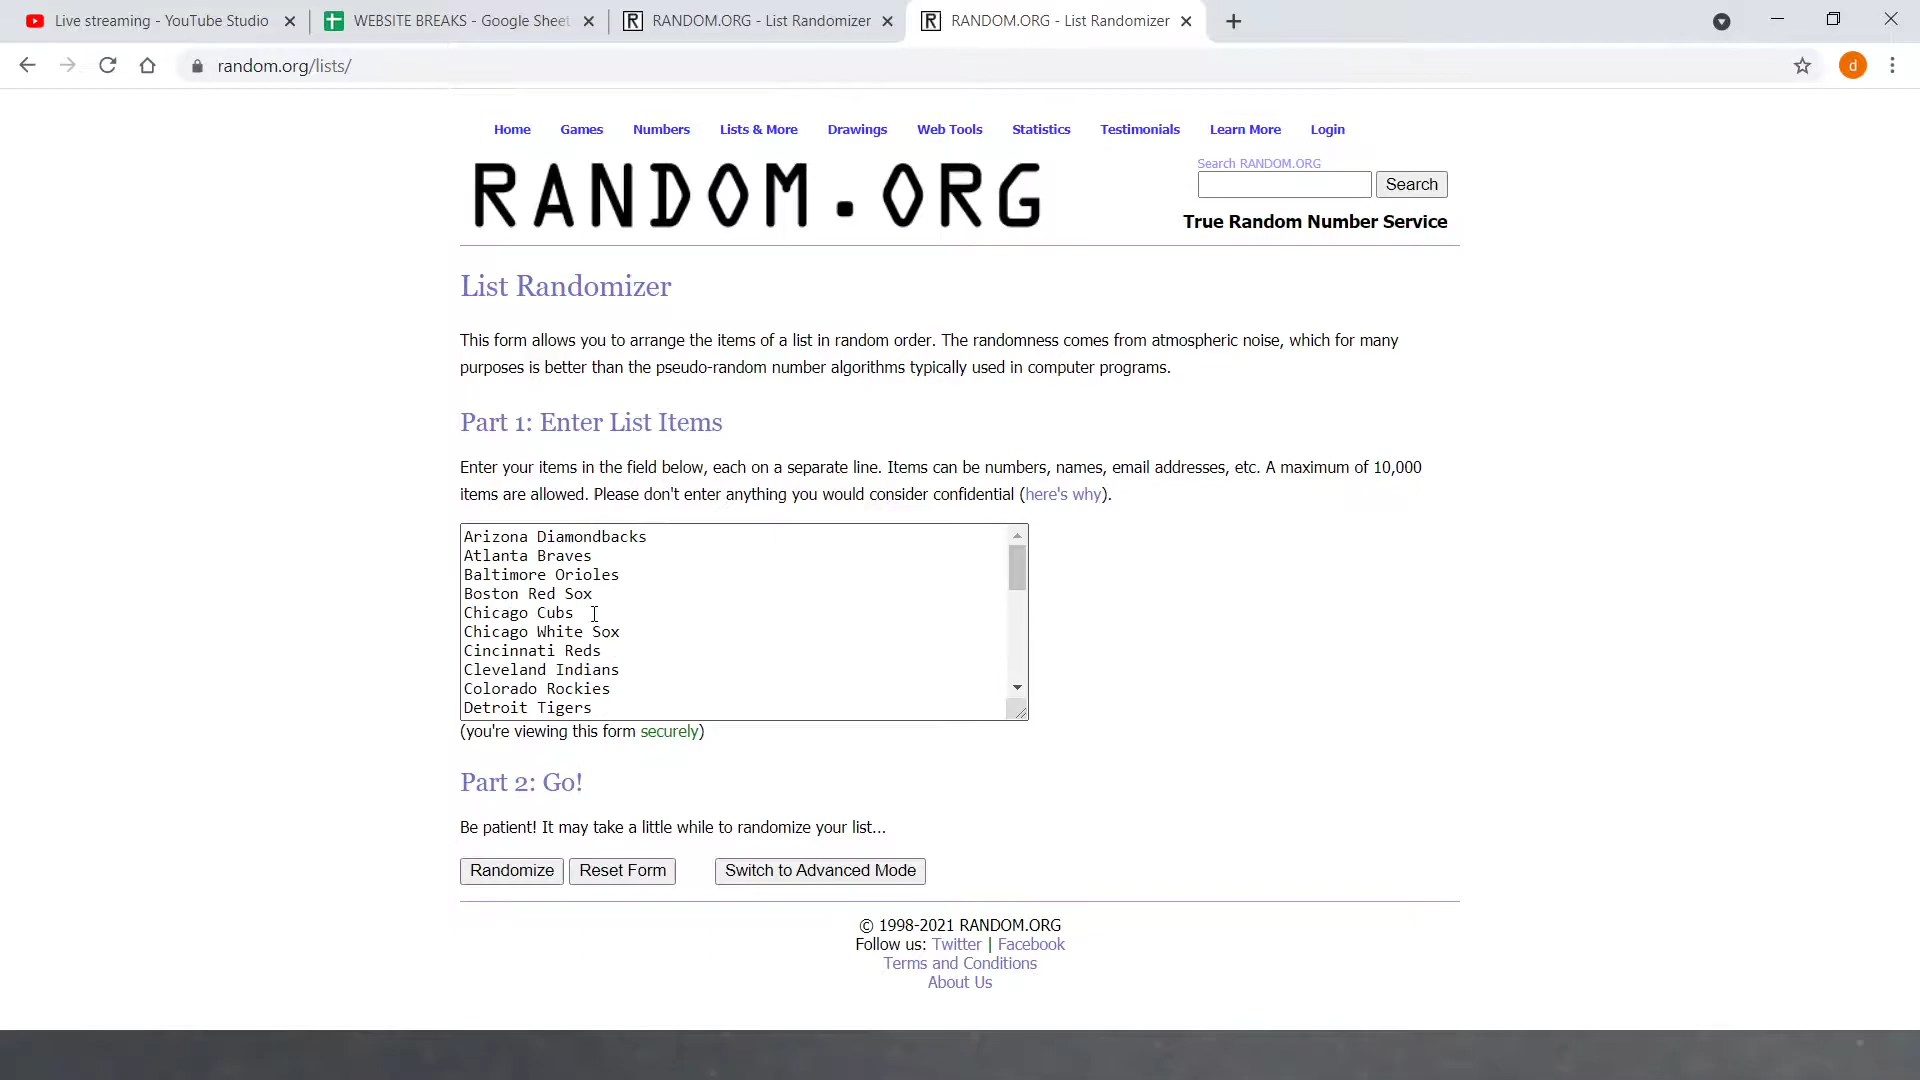 Live streaming - YouTube Studio
WEBSITE BREAKS - Google Sheet
RANDOM.ORG - List Randomizer
RANDOM.ORG - List Randomizer
random.org/lists/
d
Home Games Numbers Lists & More Drawings Web Tools Statistics Testimonials Learn More Login
RANDOM.ORG
Search RANDOM.ORG
Search
True Random Number Service
List Randomizer
This form allows you to arrange the items of a list in random order. The randomness comes from atmospheric noise, which for many
purposes is better than the pseudo-random number algorithms typically used in computer programs.
Part 1: Enter List Items
Enter your items in the field below, each on a separate line. Items can be numbers, names, email addresses, etc. A maximum of 10,000
items are allowed. Please don't enter anything you would consider confidential (here's why).
Arizona Diamondbacks
Atlanta Braves
Baltimore Orioles
Boston Red Sox
Chicago Cubs
Chicago White Sox
Cincinnati Reds
Cleveland Indians
Colorado Rockies
Detroit Tigers
(you're viewing this form securely)
Part 2: Go!
Be patient! It may take a little while to randomize your list...
Randomize Reset Form Switch to Advanced Mode
© 1998-2021 RANDOM.ORG
Follow us: Twitter | Facebook
Terms and Conditions
About Us